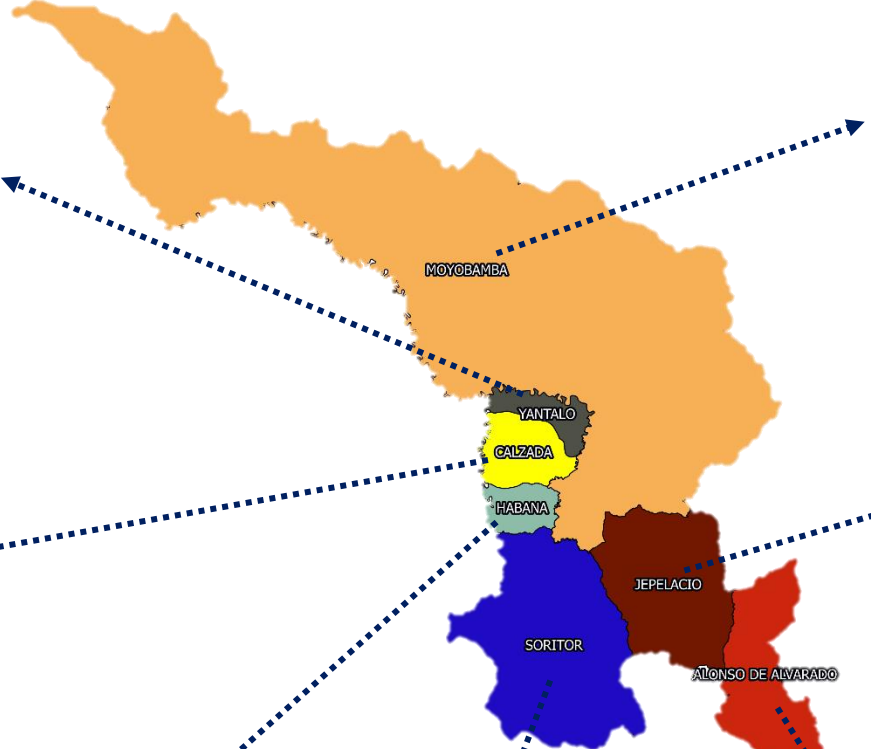 MOYOBAMBA
YANTALO
CALZADA
HABANA
JEPELACIO
SORITOR
ALONSO DE ALVARADO